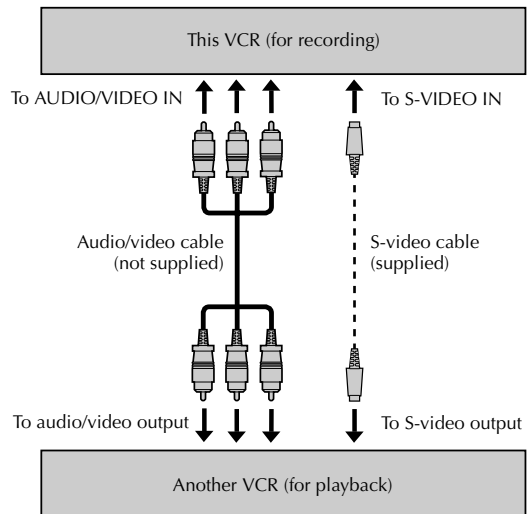 This VCR (for recording)
To AUDIO/VIDEO IN
To S-VIDEO IN
Audio/video cable
(not supplied)
S-video cable
(supplied)
To audio/video output
To S-video output
Another VCR (for playback)